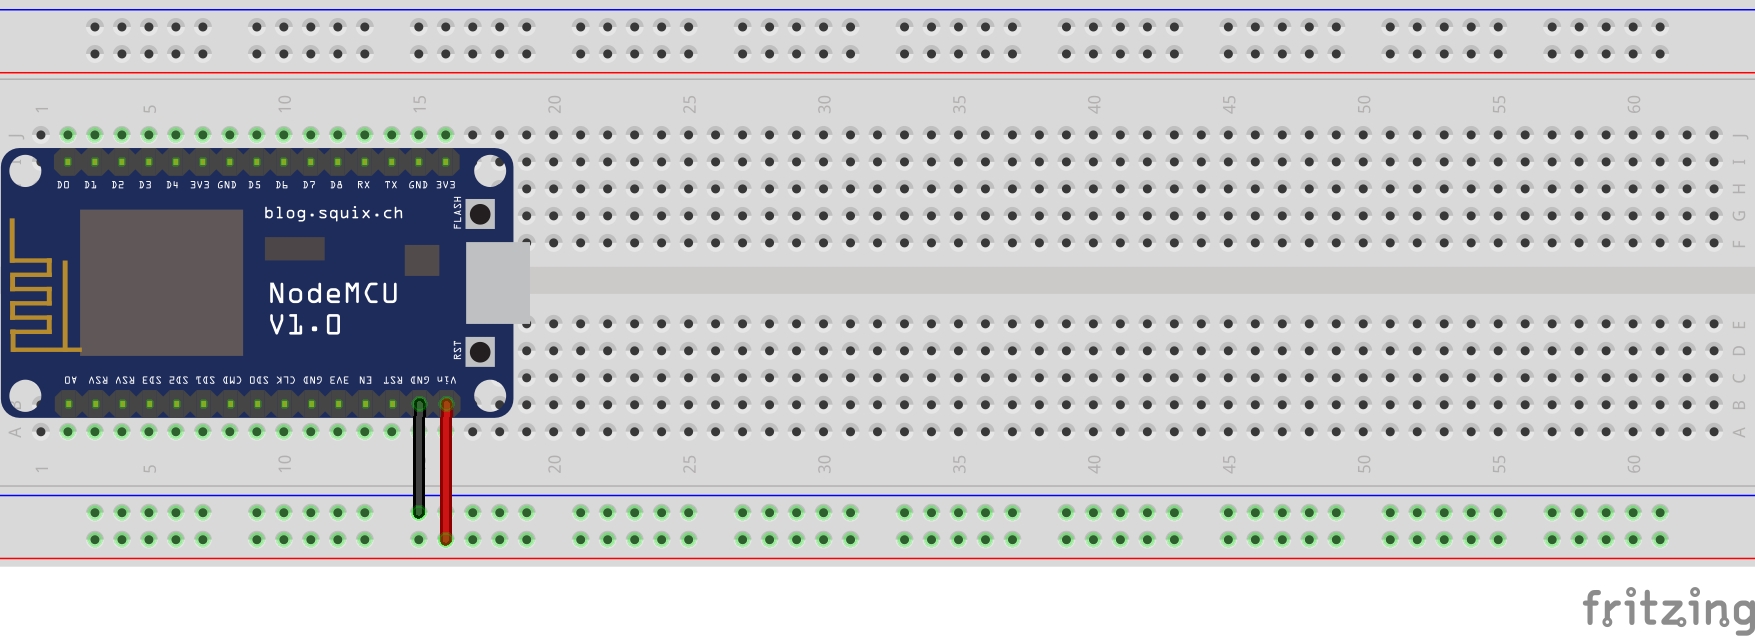 1 5 10 15 20 25 30 35 40 45 50 55 60
J J
I I
H
G
F
D0 D1 D2 D3 D4 3V3 GND D5 D6 D7 D8 RX TX GND 3V3
FLASH
blog.squix.ch
NodeMCU
V1.0
RST
A0 RSV RSV SD3 SD2 SD1 CMD SD0 CLK GND 3V3 EN RST GND Vin
E
D
C
B
A A
1 5 10 15 20 25 30 35 40 45 50 55 60
fritzing